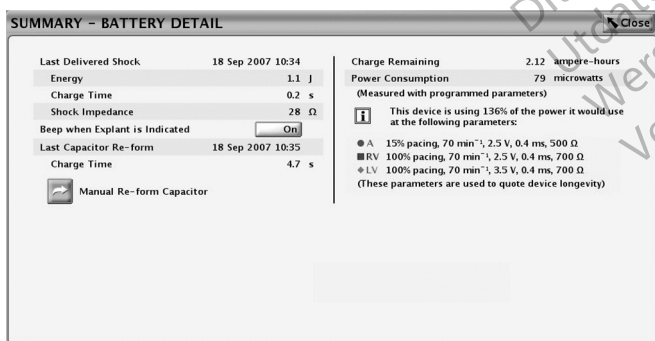 SUMMARY – BATTERY DETAIL
Close
Last Delivered Shock 18 Sep 2007 10:34
Energy 1.1 J
Charge Time 0.2 s
Shock Impedance 28 Ω
Beep when Explant is Indicated On
Last Capacitor Re-form 18 Sep 2007 10:35
Charge Time 4.7 s
Manual Re-form Capacitor
Charge Remaining 2.12 ampere-hours
Power Consumption 79 microwatts
(Measured with programmed parameters)
i This device is using 136% of the power it would use
at the following parameters:
A 15% pacing, 70 min⁻¹, 2.5 V, 0.4 ms, 500 Ω
RV 100% pacing, 70 min⁻¹, 2.5 V, 0.4 ms, 700 Ω
LV 100% pacing, 70 min⁻¹, 3.5 V, 0.4 ms, 700 Ω
(These parameters are used to quote device longevity)